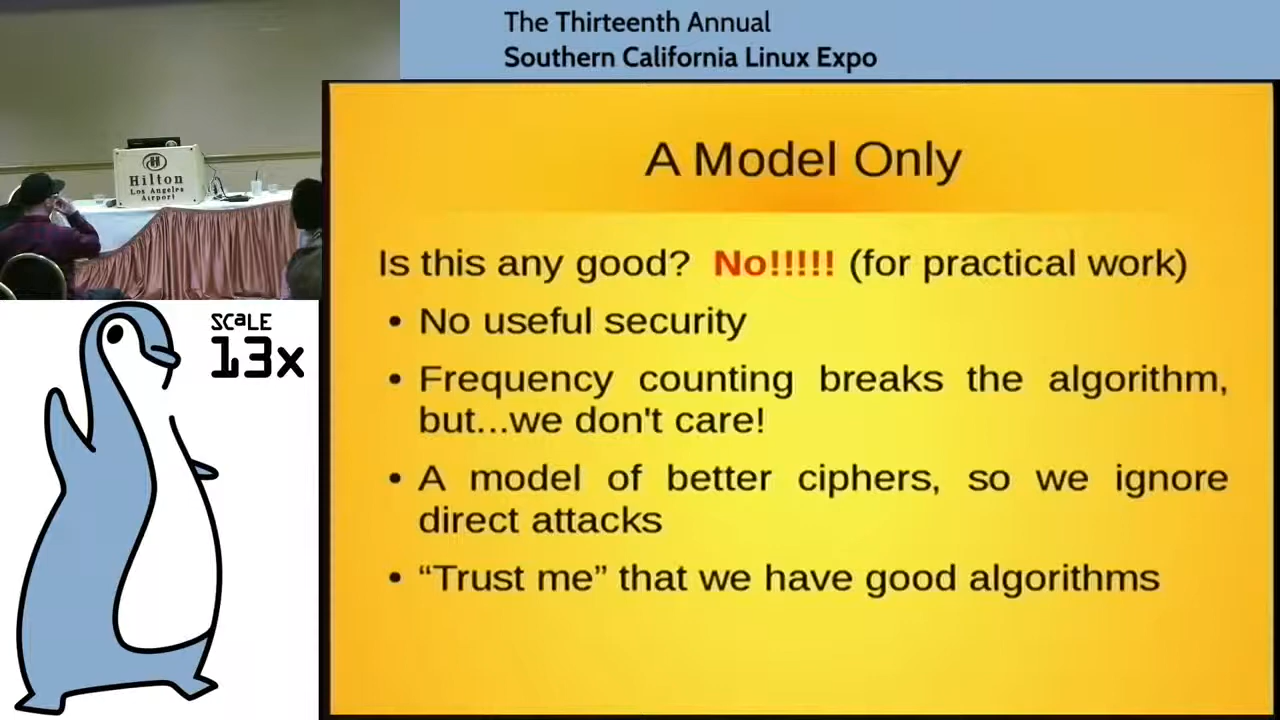 The Thirteenth Annual
Southern California Linux Expo
Hilton
Los Angeles
Airport
SCaLE
13x
A Model Only
Is this any good? No!!!!! (for practical work)
• No useful security
• Frequency counting breaks the algorithm,
but...we don't care!
• A model of better ciphers, so we ignore
direct attacks
• “Trust me” that we have good algorithms